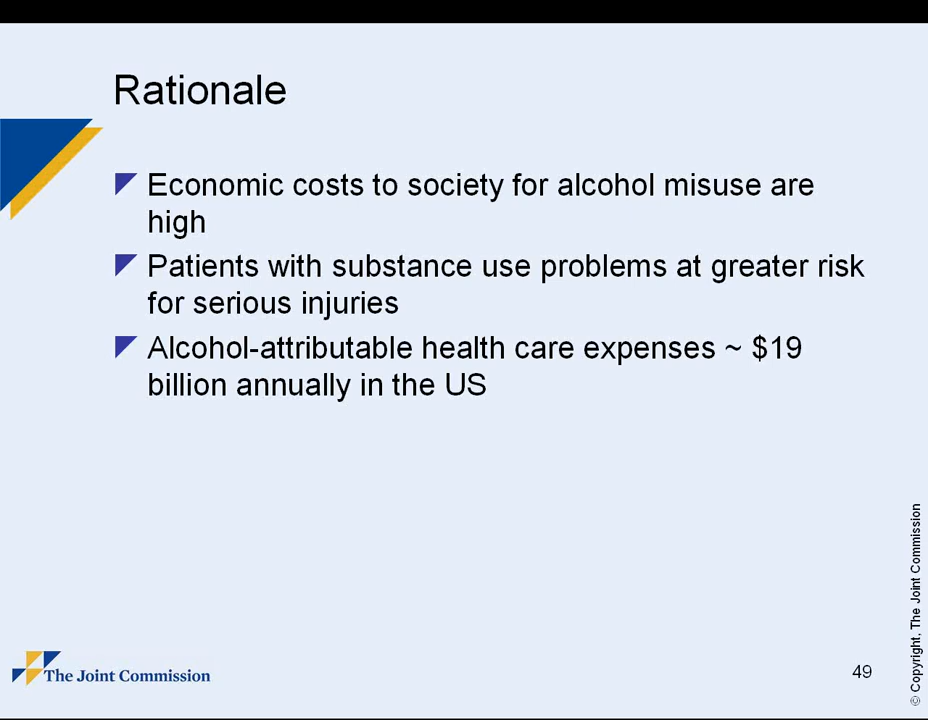 Rationale
Economic costs to society for alcohol misuse are
high
Patients with substance use problems at greater risk
for serious injuries
Alcohol-attributable health care expenses ~ $19
billion annually in the US
The Joint Commission
49
© Copyright, The Joint Commission